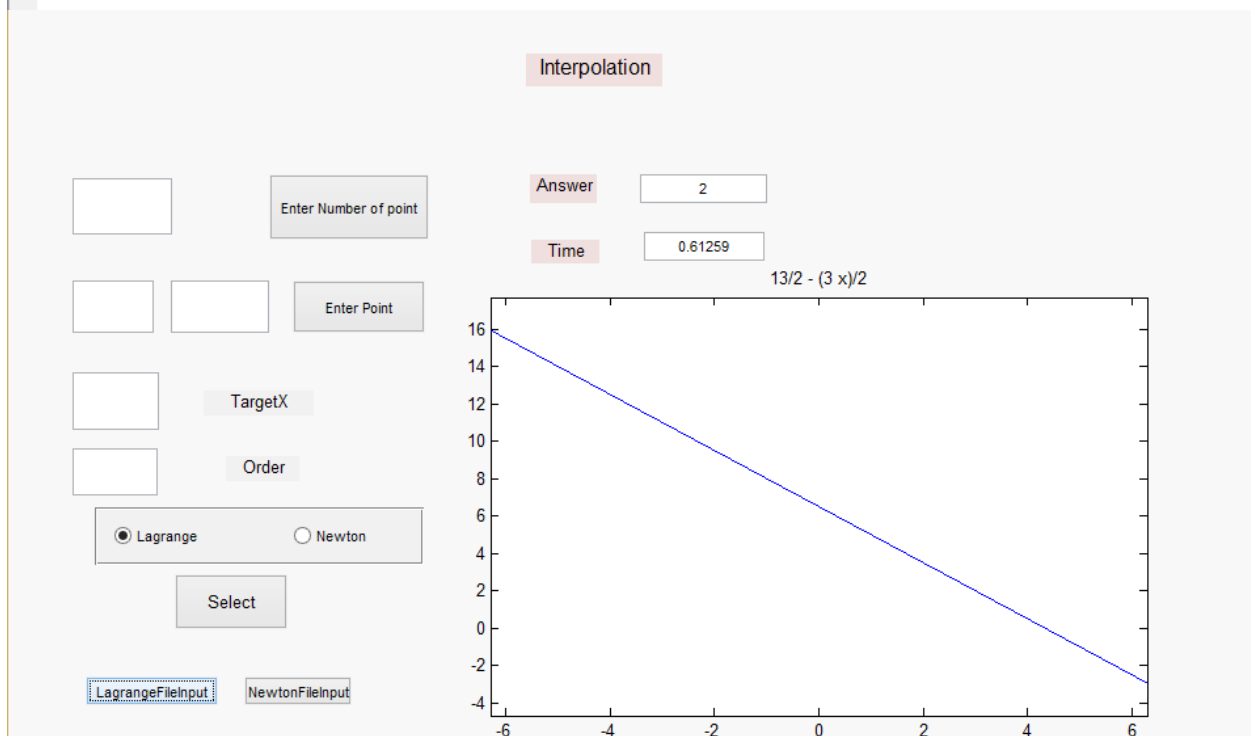 Interpolation
Enter Number of point
Answer
2
Time
0.61259
Enter Point
TargetX
Order
Lagrange
Newton
Select
LagrangeFileInput
NewtonFileInput
13/2 - (3 x)/2
16
14
12
10
8
6
4
2
0
-2
-4
-6
-4
-2
0
2
4
6